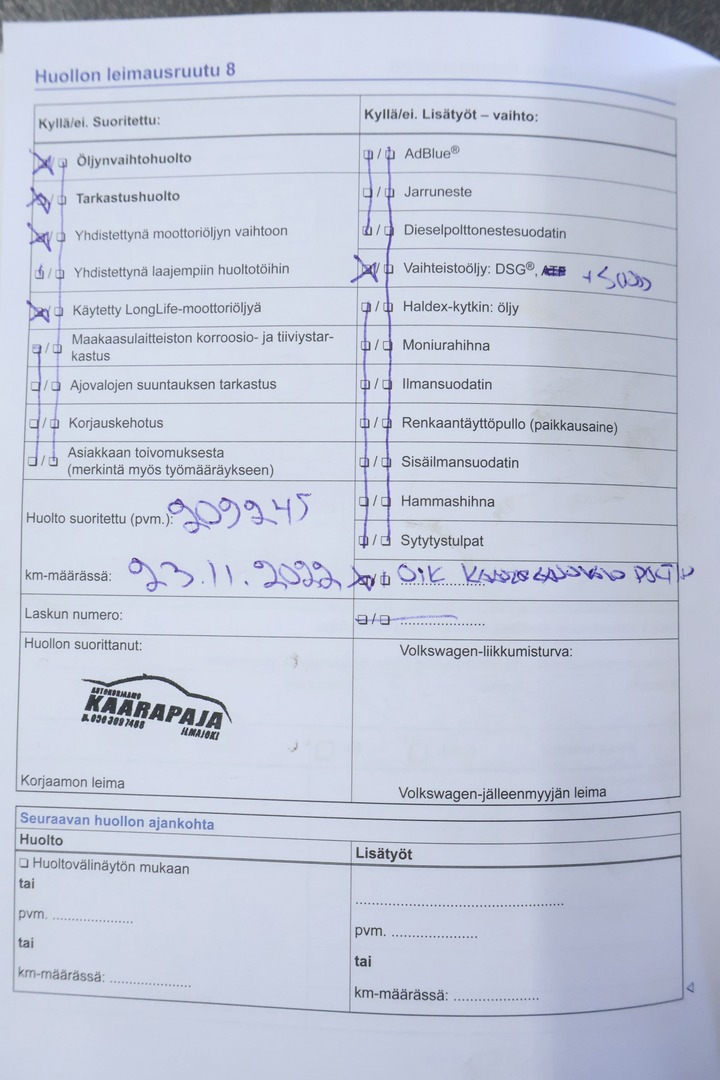 Huollon leimausruutu 8
Kyllä/ei. Suoritettu:
Öljynvaihtohuolto
Tarkastushuolto
Yhdistettynä moottoriöljyn vaihtoon
Yhdistettynä laajempiin huoltotöihin
Käytetty LongLife-moottoriöljyä
Maakaasulaitteiston korroosio- ja tiiviystar-
kastus
Ajovalojen suuntauksen tarkastus
Korjauskehotus
Asiakkaan toivomuksesta
(merkintä myös työmääräykseen)
Huolto suoritettu (pvm.): 209245
km-määrässä: 23.11.2022
Laskun numero:
Huollon suorittanut:
AUTOKORJAAMO
KAARAPAJA
ILMAJOKI
Korjaamon leima
Kyllä/ei. Lisätyöt – vaihto:
AdBlue®
Jarruneste
Dieselpolttonestesuodatin
Vaihteistoöljy: DSG®, ATF
Haldex-kytkin: öljy
Moniurahihna
Ilmansuodatin
Renkaantäyttöpullo (paikkausaine)
Sisäilmansuodatin
Hammashihna
Sytytystulpat
OIK
Volkswagen-liikkumisturva:
Volkswagen-jälleenmyyjän leima
Seuraavan huollon ajankohta
Huolto
Huoltovälinäytön mukaan
tai
pvm. ....................
tai
km-määrässä: ....................
Lisätyöt
..................................................
pvm. ....................
tai
km-määrässä: ....................